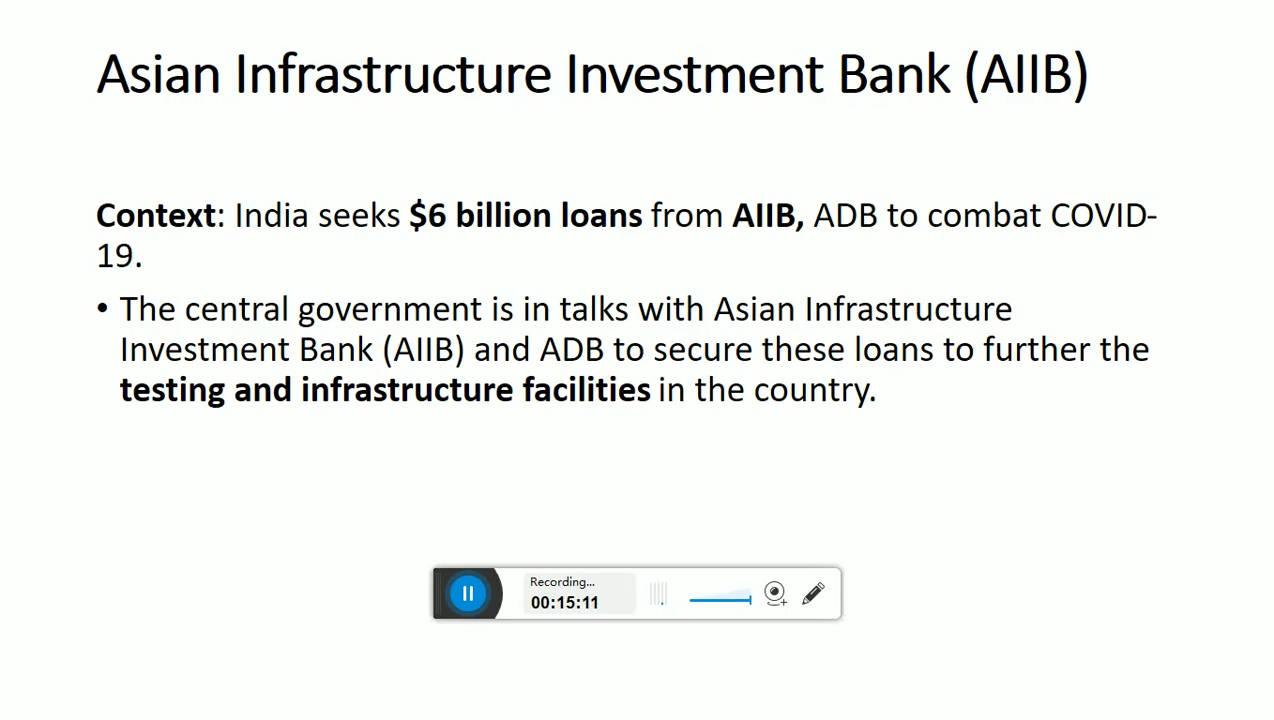 Asian Infrastructure Investment Bank (AIIB)
Context: India seeks $6 billion loans from AIIB, ADB to combat COVID-
19.
• The central government is in talks with Asian Infrastructure
Investment Bank (AIIB) and ADB to secure these loans to further the
testing and infrastructure facilities in the country.
Recording...
00:15:11